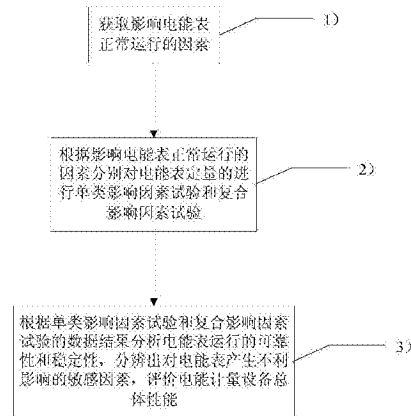 获取影响电能表
正常运行的因素
1）
根据影响电能表正常运行的
因素分别对电能表定量的进
行单类影响因素试验和复合
影响因素试验
2）
根据单类影响因素试验和复合影响因素
试验的数据结果分析电能表运行的可靠
性和稳定性，分辨出对电能表产生不利
影响的敏感因素，评价电能计量设备总
体性能
3）